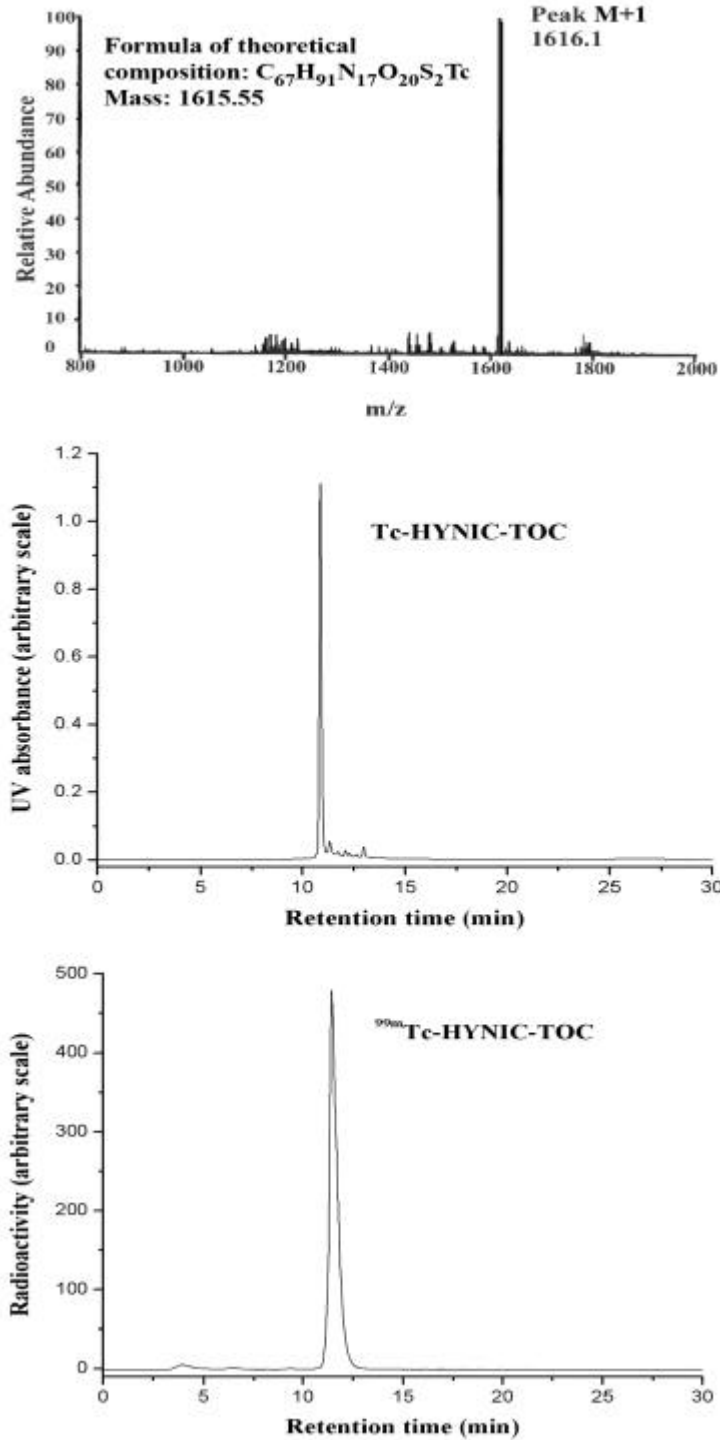 Peak M+1
1616.1
Formula of theoretical
composition: C₆₇H₉₁N₁₇O₂₀S₂Tc
Mass: 1615.55
Relative Abundance
100
90
80
70
60
50
40
30
20
10
0
800 1000 1200 1400 1600 1800 2000
m/z
UV absorbance (arbitrary scale)
1.2
1.0
0.8
0.6
0.4
0.2
0.0
Tc-HYNIC-TOC
0 5 10 15 20 25 30
Retention time (min)
Radioactivity (arbitrary scale)
500
400
300
200
100
0
⁹⁹ᵐTc-HYNIC-TOC
0 5 10 15 20 25 30
Retention time (min)